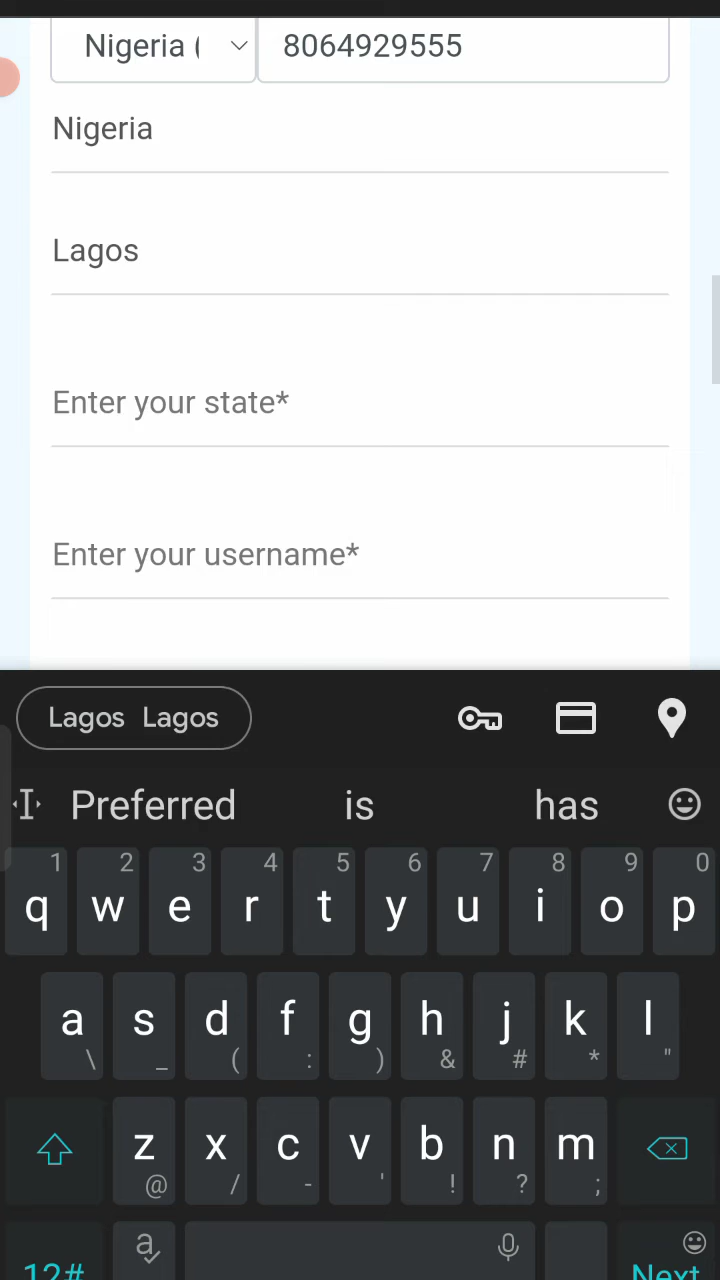 Nigeria ( 8064929555
Nigeria
Lagos
Enter your state*
Enter your username*
Lagos Lagos
Preferred is has
1 2 3 4 5 6 7 8 9 0
q w e r t y u i o p
a s d f g h j k l
\ _ ( : ) & # * "
z x c v b n m
@ / - ' ! ? ;
12# a Next